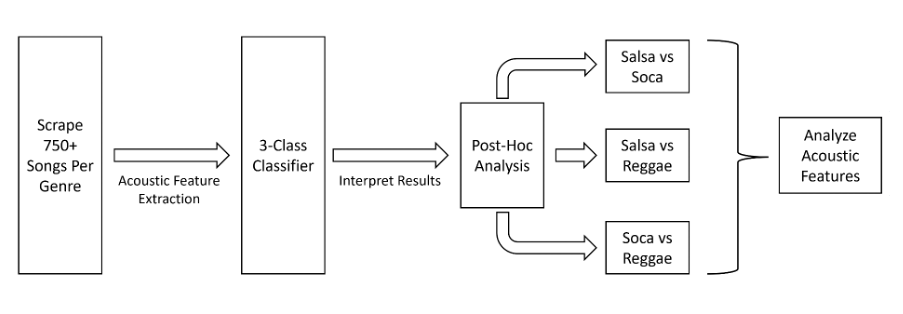 Scrape
750+
Songs Per
Genre
Acoustic Feature
Extraction
3-Class
Classifier
Interpret Results
Post-Hoc
Analysis
Salsa vs
Soca
Salsa vs
Reggae
Soca vs
Reggae
Analyze
Acoustic
Features